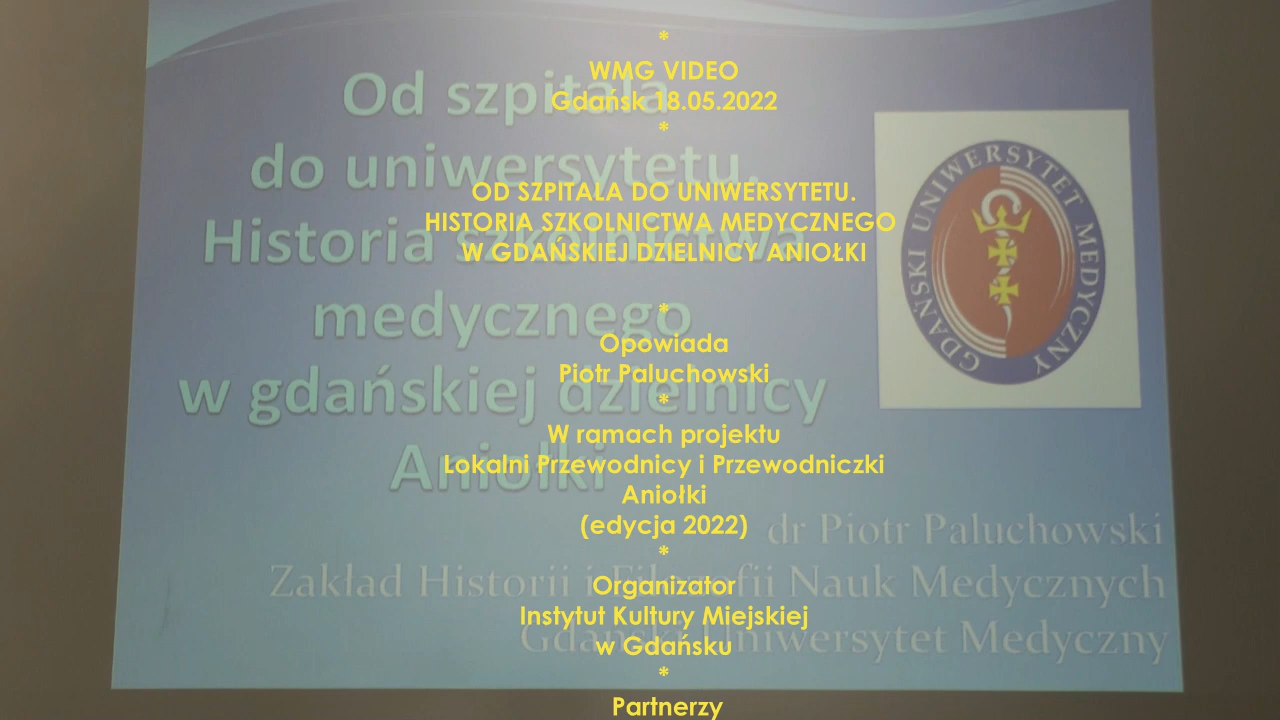 *
WMG VIDEO
Gdańsk 18.05.2022
*
OD SZPITALA DO UNIWERSYTETU.
HISTORIA SZKOLNICTWA MEDYCZNEGO
W GDAŃSKIEJ DZIELNICY ANIOŁKI
*
Opowiada
Piotr Paluchowski
*
W ramach projektu
Lokalni Przewodnicy i Przewodniczki
Aniołki
(edycja 2022)
*
Organizator
Instytut Kultury Miejskiej
w Gdańsku
*
Partnerzy
Od szpitala
do uniwersytetu.
Historia szkolnictwa
medycznego
w gdańskiej dzielnicy
Aniołki
dr Piotr Paluchowski
Zakład Historii i Filozofii Nauk Medycznych
Gdański Uniwersytet Medyczny
GDAŃSKI UNIWERSYTET MEDYCZNY